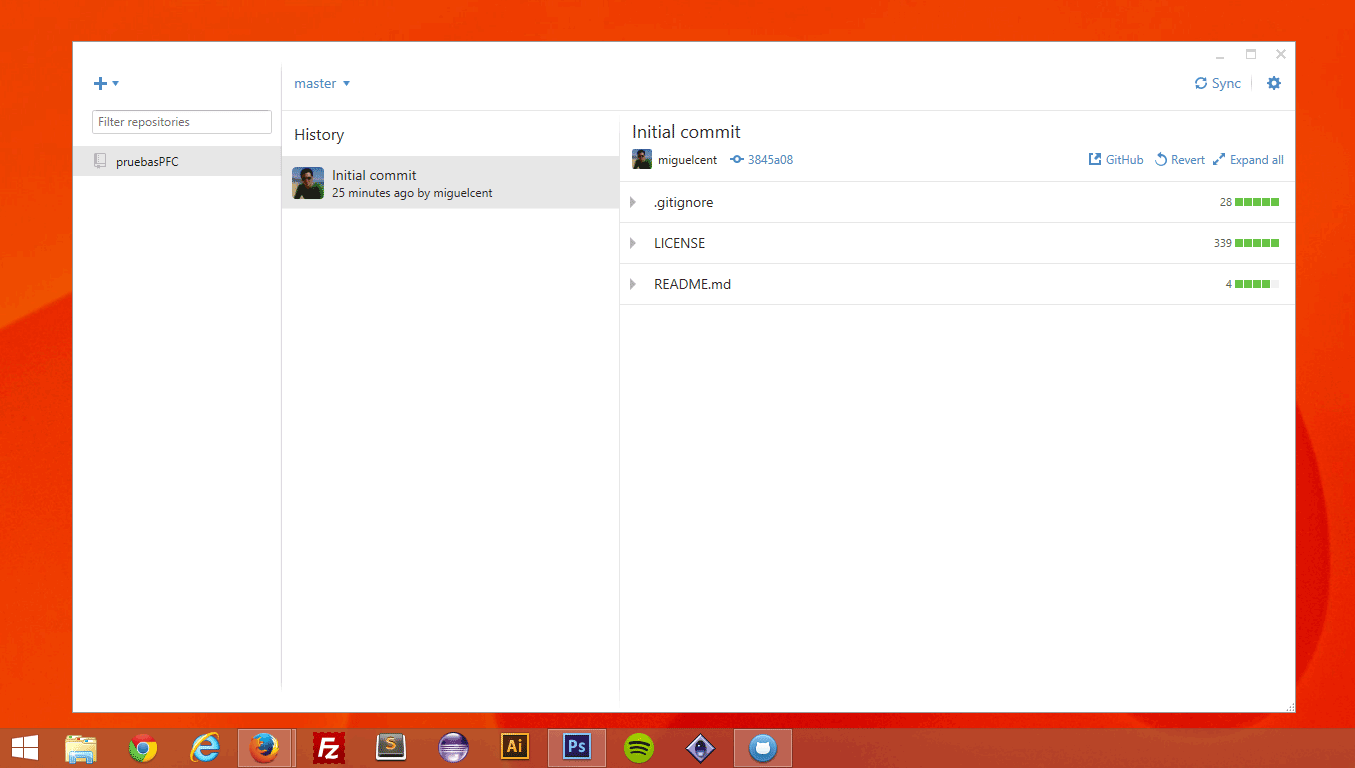 master
Sync
Filter repositories
pruebasPFC
History
Initial commit
25 minutes ago by miguelcent
Initial commit
miguelcent
3845a08
GitHub
Revert
Expand all
.gitignore
28
LICENSE
339
README.md
4
Fz
S
Ai
Ps